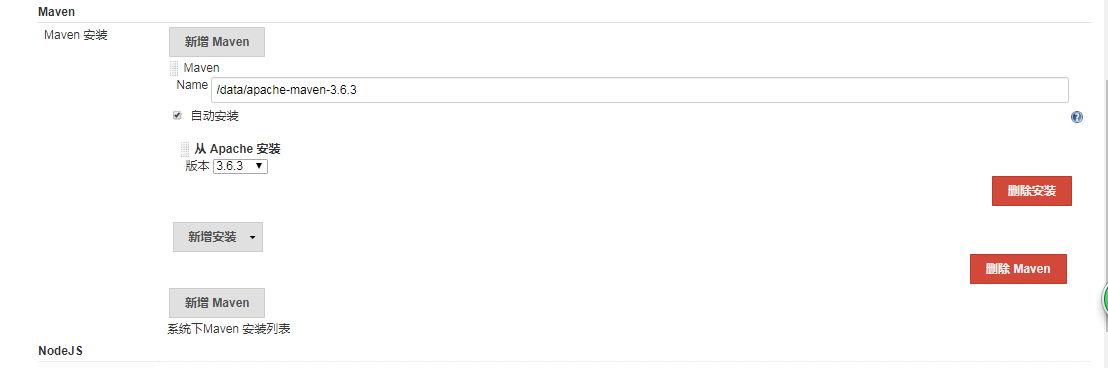 Maven
Maven 安装
新增 Maven
Maven
Name /data/apache-maven-3.6.3
自动安装
从 Apache 安装
版本 3.6.3
删除安装
新增安装
删除 Maven
新增 Maven
系统下Maven 安装列表
NodeJS